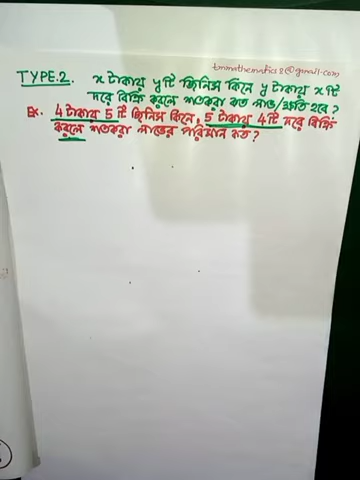 tmmathematics2@gmail.com
TYPE.2. x টাকায় y টি জিনিস কিনে y টাকায় x টি
দরে বিক্রি করলে শতকরা কত লাভ/ক্ষতি হবে?
Ex. 4 টাকায় 5 টি জিনিস কিনে, 5 টাকায় 4 টি দরে বিক্রি
করলে শতকরা লাভের পরিমান কত?